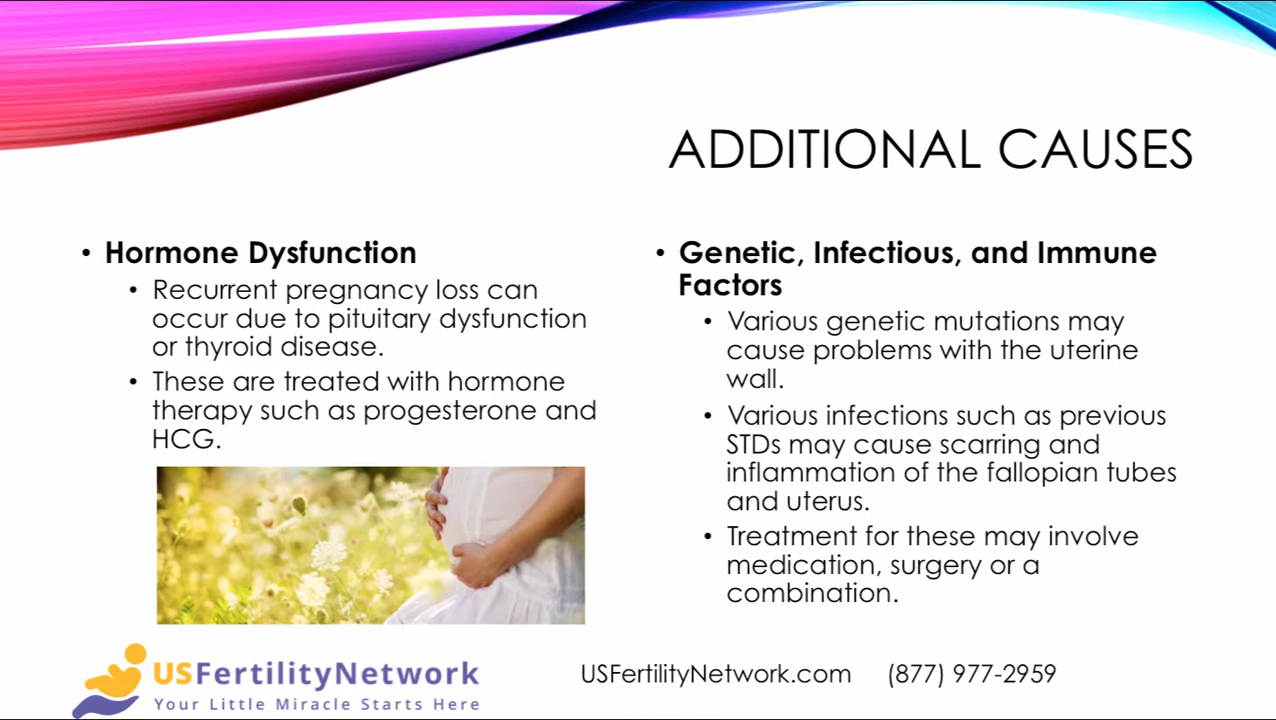 ADDITIONAL CAUSES
• Hormone Dysfunction
• Recurrent pregnancy loss can
occur due to pituitary dysfunction
or thyroid disease.
• These are treated with hormone
therapy such as progesterone and
HCG.
• Genetic, Infectious, and Immune
Factors
• Various genetic mutations may
cause problems with the uterine
wall.
• Various infections such as previous
STDs may cause scarring and
inflammation of the fallopian tubes
and uterus.
• Treatment for these may involve
medication, surgery or a
combination.
USFertilityNetwork
Your Little Miracle Starts Here
USFertilityNetwork.com (877) 977-2959